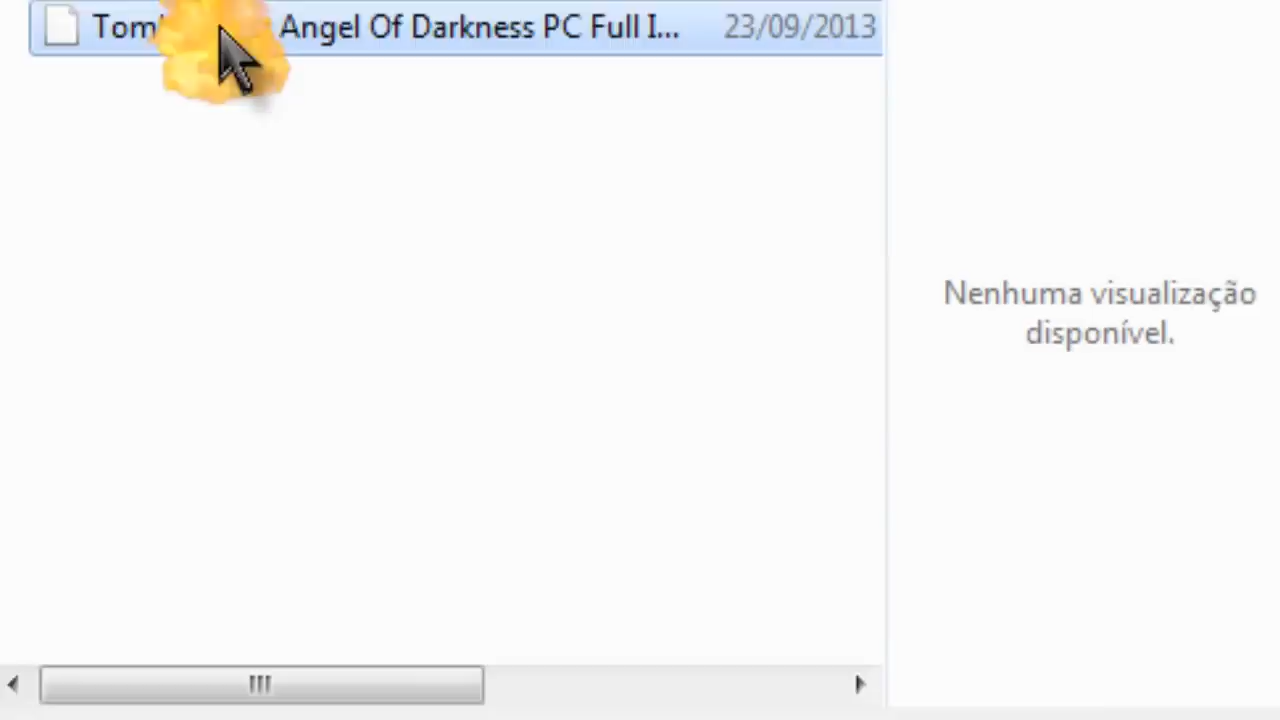 Tom Angel Of Darkness PC Full I... 23/09/2013
Nenhuma visualização
disponível.